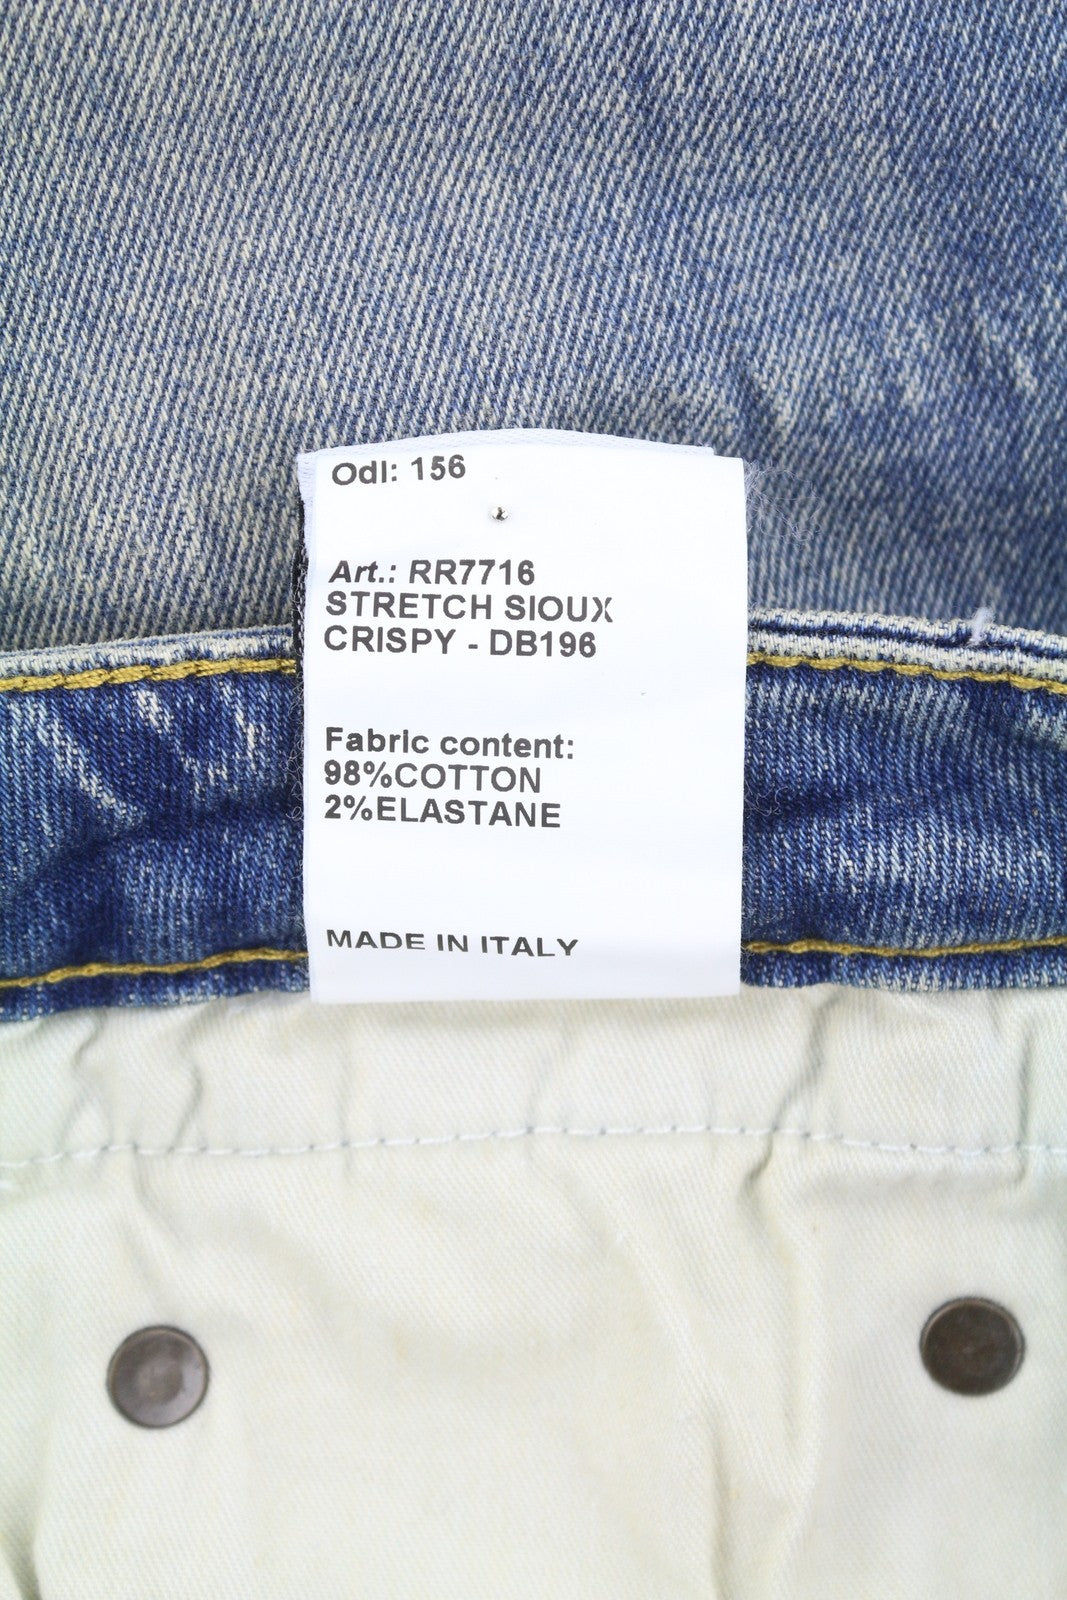 Odl: 156
Art.: RR7716
STRETCH SIOUX
CRISPY - DB196
Fabric content:
98%COTTON
2%ELASTANE
MADE IN ITALY